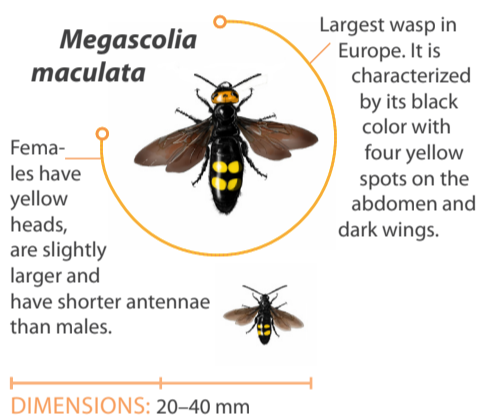 Megascolia
maculata
Largest wasp in
Europe. It is
characterized
by its black
color with
four yellow
spots on the
abdomen and
dark wings.
Fema-
les have
yellow
heads,
are slightly
larger and
have shorter antennae
than males.
DIMENSIONS: 20–40 mm